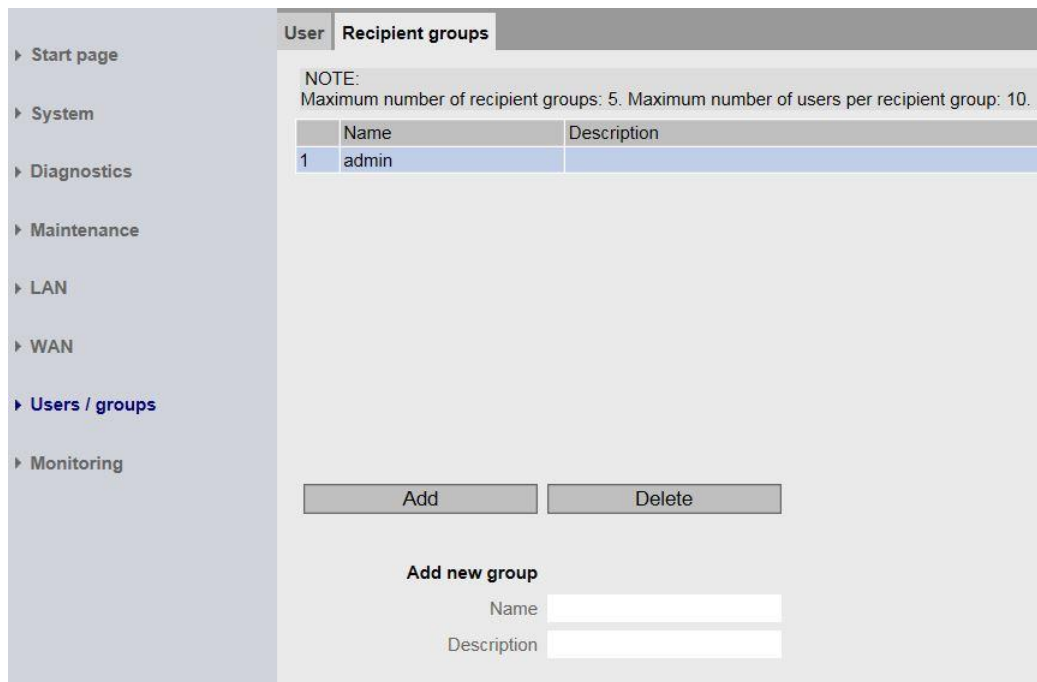 Start page
System
Diagnostics
Maintenance
LAN
WAN
Users / groups
Monitoring
User Recipient groups
NOTE:
Maximum number of recipient groups: 5. Maximum number of users per recipient group: 10.
Name Description
1 admin
Add Delete
Add new group
Name
Description